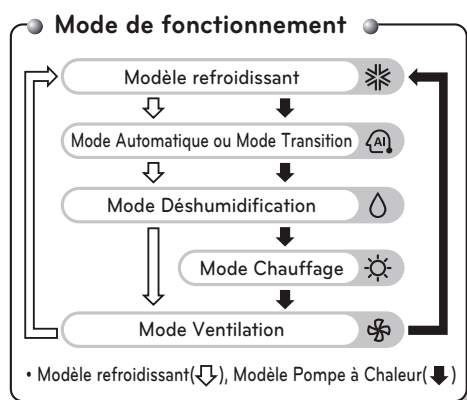 Mode de fonctionnement
Modèle refroidissant
Mode Automatique ou Mode Transition
AI
Mode Déshumidification
Mode Chauffage
Mode Ventilation
• Modèle refroidissant( ), Modèle Pompe à Chaleur( )